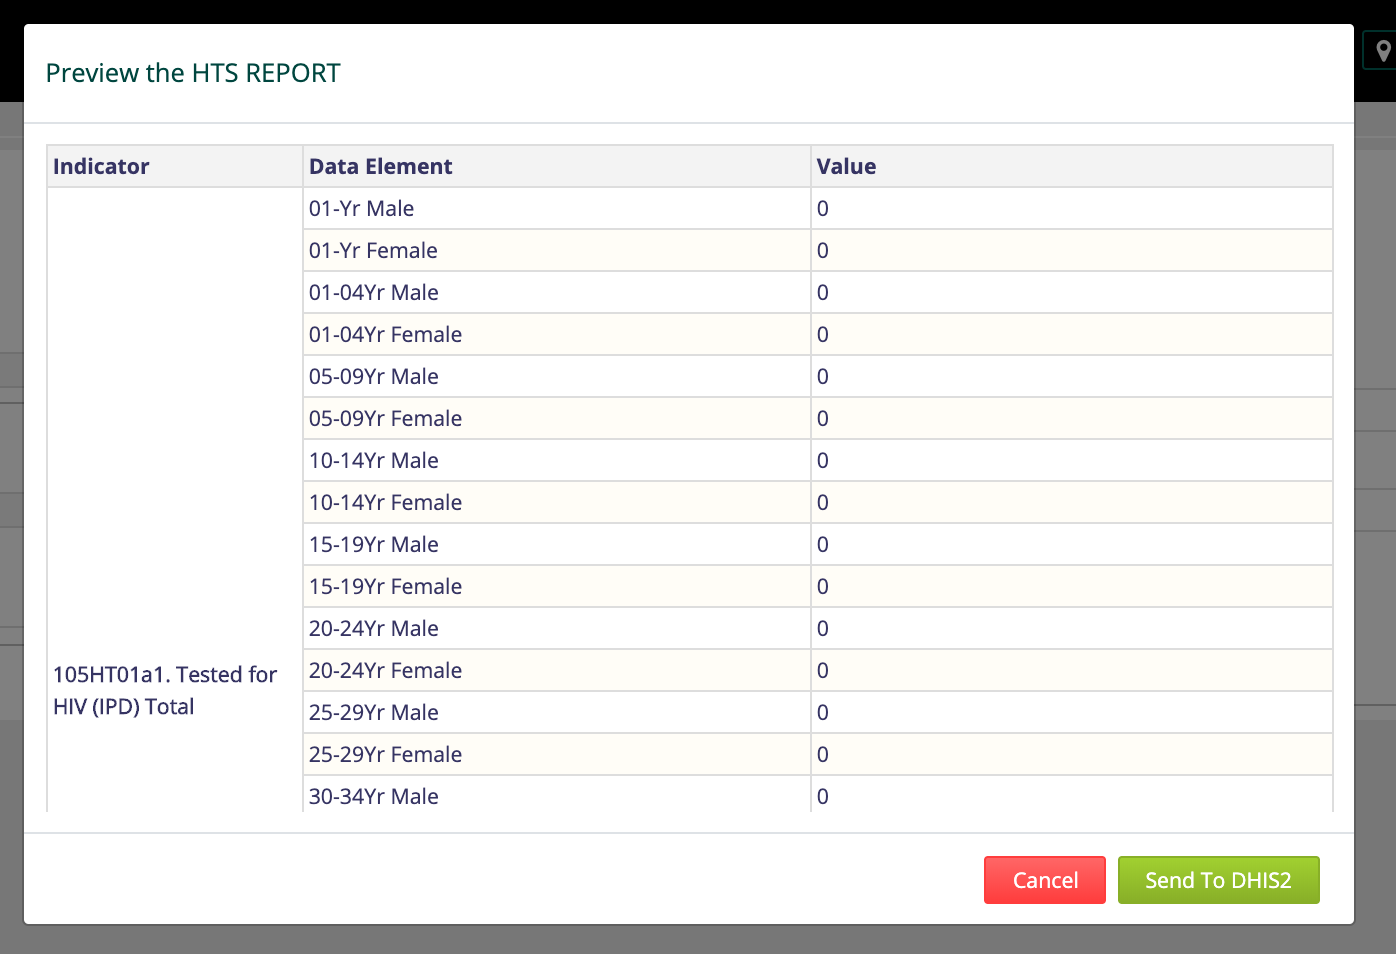 Preview the HTS REPORT
Indicator Data Element Value
01-Yr Male 0
01-Yr Female 0
01-04Yr Male 0
01-04Yr Female 0
05-09Yr Male 0
05-09Yr Female 0
10-14Yr Male 0
10-14Yr Female 0
15-19Yr Male 0
15-19Yr Female 0
20-24Yr Male 0
105HT01a1. Tested for
HIV (IPD) Total
20-24Yr Female 0
25-29Yr Male 0
25-29Yr Female 0
30-34Yr Male 0
Cancel Send To DHIS2